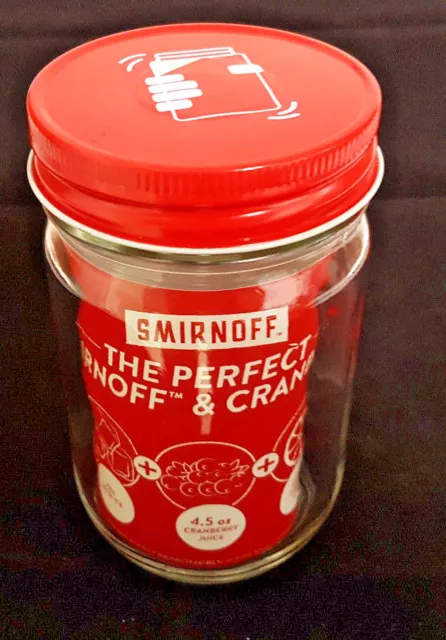 SMIRNOFF.
THE PERFECT
RNOFF™ & CRAN
+ +
4.5 oz
CRANBERRY
JUICE